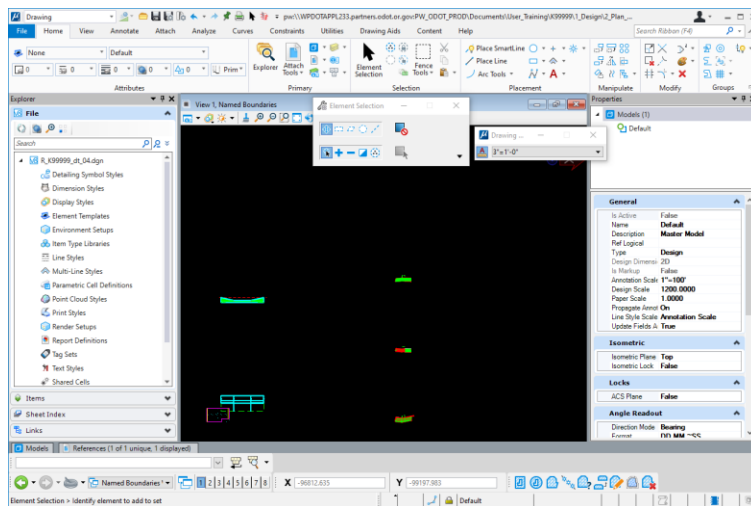 Drawing
pw:\\WPDOTAPPL233.partners.odot.or.gov:PW_ODOT_PROD\Documents\User_Training\K99999\1_Design\2_Plan_...
File Home View Annotate Attach Analyze Curves Constraints Utilities Drawing Aids Content Help
Search Ribbon (F4)
None Default
0 0 0 0 0 Prim
Attributes
Explorer Attach Tools
Primary
Element Selection
Fence Tools
Selection
Place SmartLine
Place Line
Arc Tools
Placement
Manipulate
Modify
Groups
Explorer
File
Search
R_K99999_dt_04.dgn
Detailing Symbol Styles
Dimension Styles
Display Styles
Element Templates
Environment Setups
Item Type Libraries
Line Styles
Multi-Line Styles
Parametric Cell Definitions
Point Cloud Styles
Print Styles
Render Setups
Report Definitions
Tag Sets
Text Styles
Shared Cells
Items
Sheet Index
Links
View 1, Named Boundaries
Element Selection
Drawing ...
3"=1'-0"
Properties
Models (1)
Default
General
Is Active False
Name Default
Description Master Model
Ref Logical
Type Design
Design Dimensi 2D
Is Markup False
Annotation Scale 1"=100'
Design Scale 1200.0000
Paper Scale 1.0000
Propagate Annot On
Line Style Scale Annotation Scale
Update Fields A True
Isometric
Isometric Plane Top
Isometric Lock False
Locks
ACS Plane False
Angle Readout
Direction Mode Bearing
Format DD MM ~SS
Models References (1 of 1 unique, 1 displayed)
Named Boundaries 1 2 3 4 5 6 7 8 X -96812.635 Y -99197.983
Element Selection > Identify element to add to set
Default